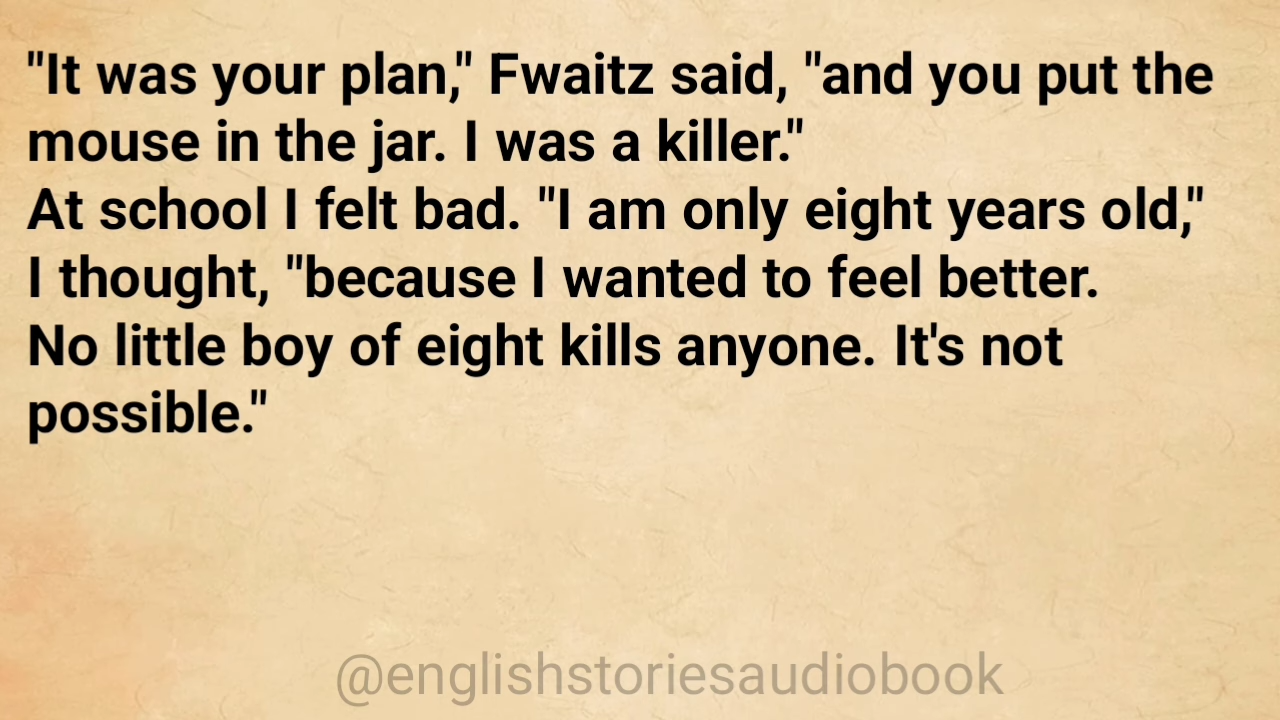 "It was your plan," Fwaitz said, "and you put the
mouse in the jar. I was a killer."
At school I felt bad. "I am only eight years old,"
I thought, "because I wanted to feel better.
No little boy of eight kills anyone. It's not
possible."
@englishstoriesaudiobook